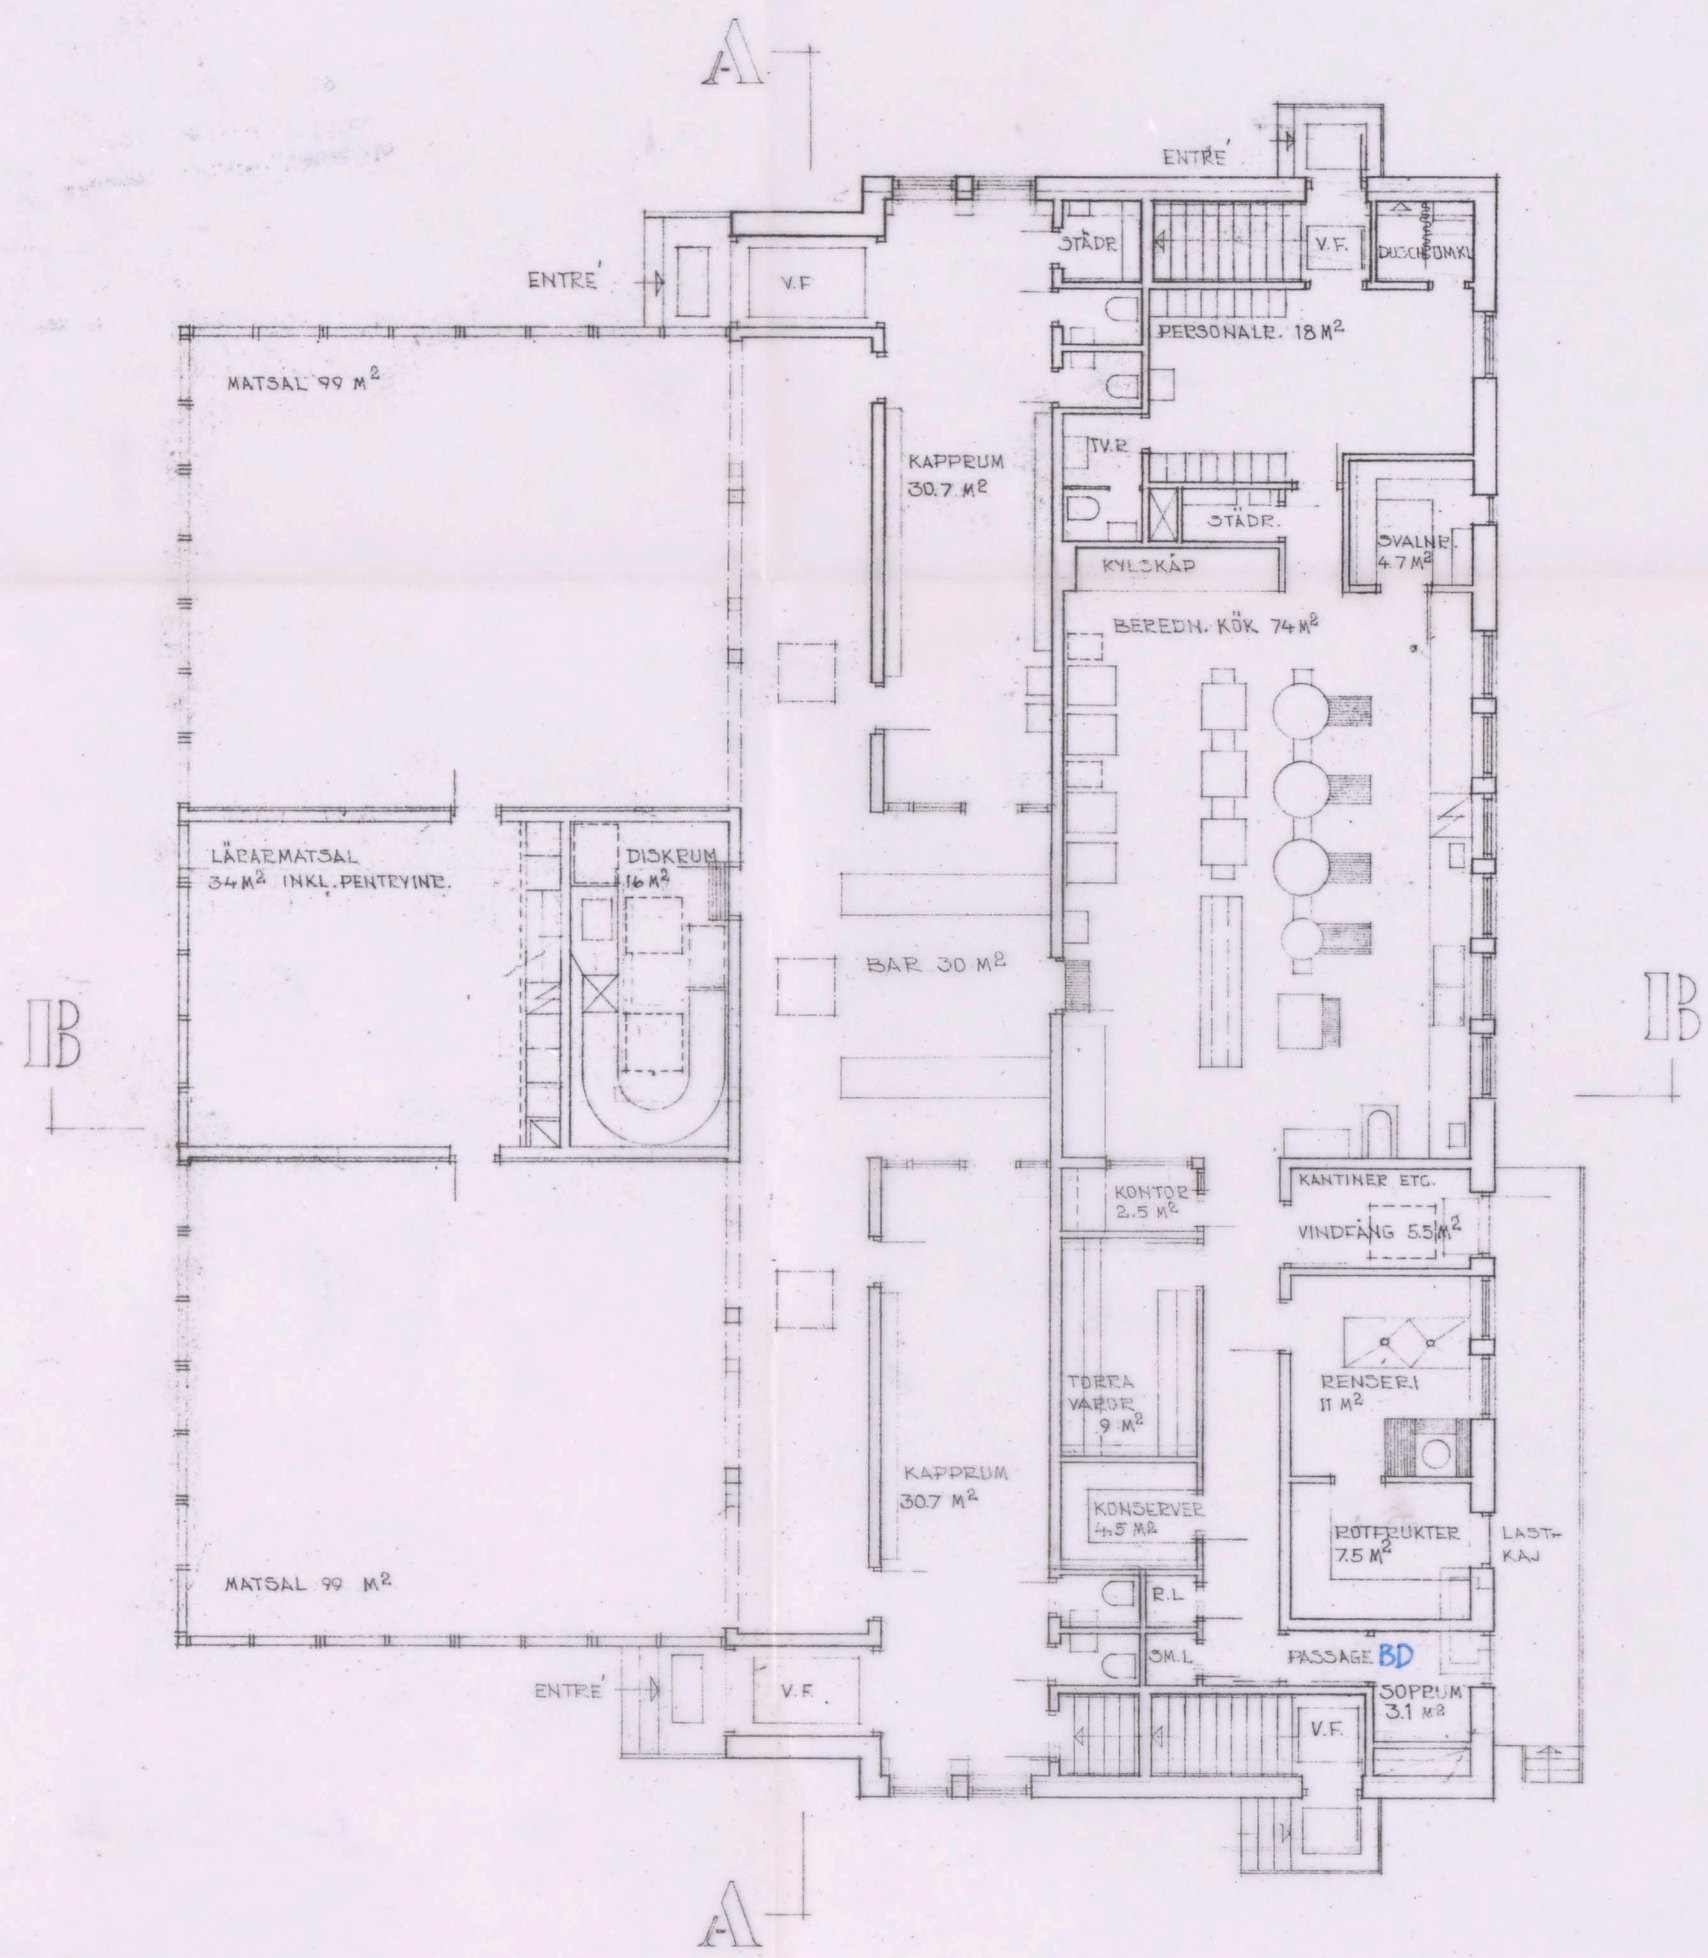 A
ENTRÉ
STÄDR
V.F.
DUSCH OMKL
ENTRÉ
V.F
PERSONALR. 18 M²
MATSAL 99 M²
TV.R
KAPPRUM
30.7 M²
STÄDR.
SVALNR.
4.7 M²
KYLSKÅP
BEREDN. KÖK 74 M²
LÄRARMATSAL
34 M² INKL. PENTRYINR.
DISKRUM
16 M²
BAR 30 M²
B
B
KANTINER ETC.
KONTOR
2.5 M²
VINDFÅNG 5.5 M²
TORRA
VAROR
9 M²
RENSERI
11 M²
KAPPRUM
30.7 M²
KONSERVER
4.5 M²
ROTFRUKTER
7.5 M²
LAST-
KAJ
MATSAL 99 M²
R.L
SM.L
PASSAGE BD
ENTRÉ
V.F.
SOPRUM
3.1 M²
V.F.
A